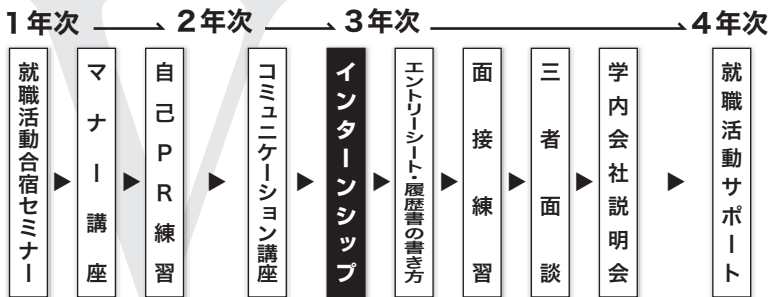 1年次 2年次 3年次 4年次
就職活動合宿セミナー
マナー講座
自己PR練習
コミュニケーション講座
インターンシップ
エントリーシート・履歴書の書き方
面接練習
三者面談
学内会社説明会
就職活動サポート